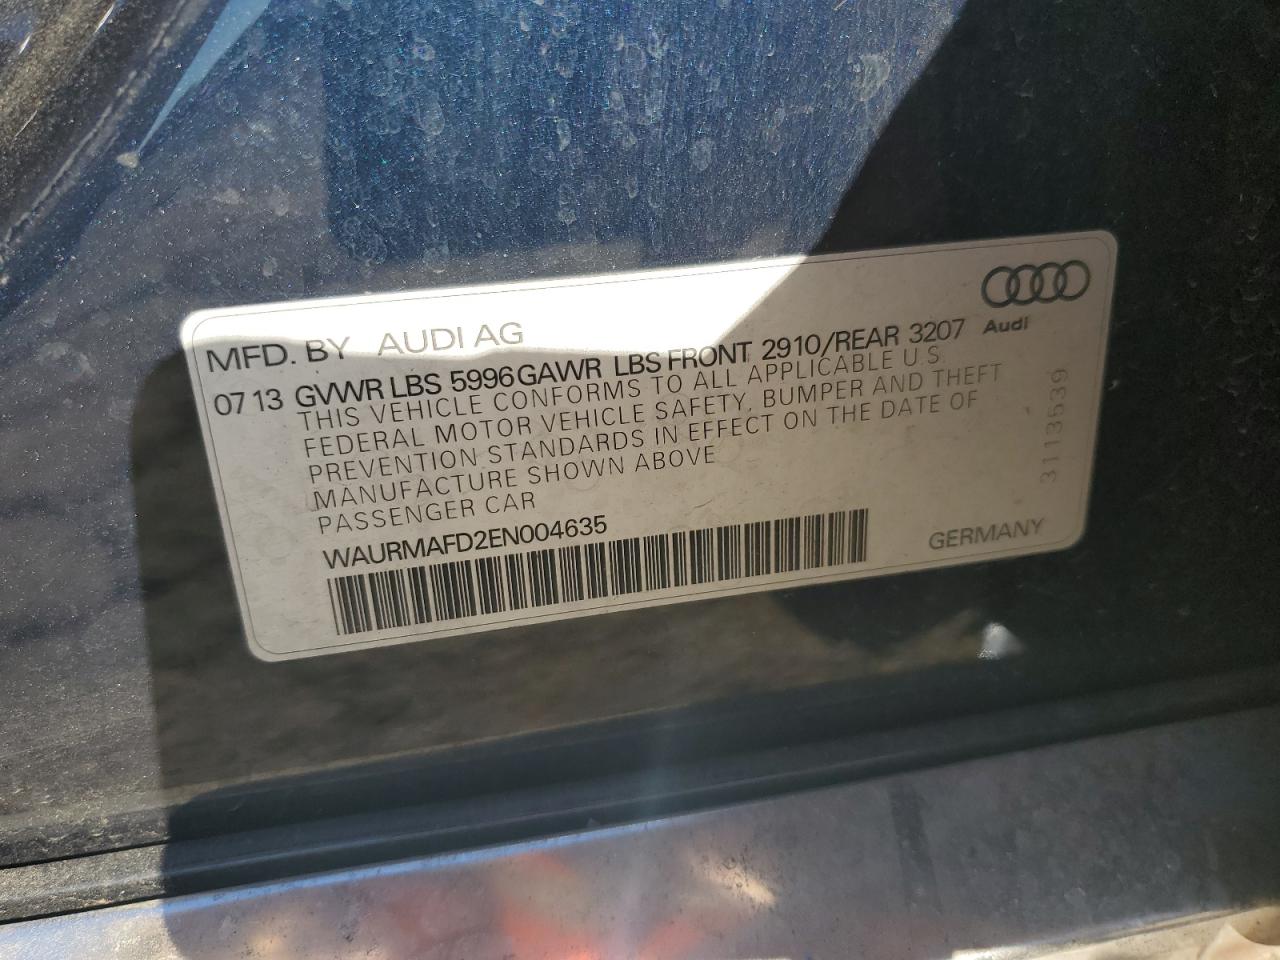 MFD. BY AUDI AG
Audi
07 13 GVWR LBS 5996 GAWR LBS FRONT 2910/REAR 3207
THIS VEHICLE CONFORMS TO ALL APPLICABLE U.S.
FEDERAL MOTOR VEHICLE SAFETY, BUMPER AND THEFT
PREVENTION STANDARDS IN EFFECT ON THE DATE OF
MANUFACTURE SHOWN ABOVE
PASSENGER CAR
WAURMAFD2EN004635
GERMANY
3113539